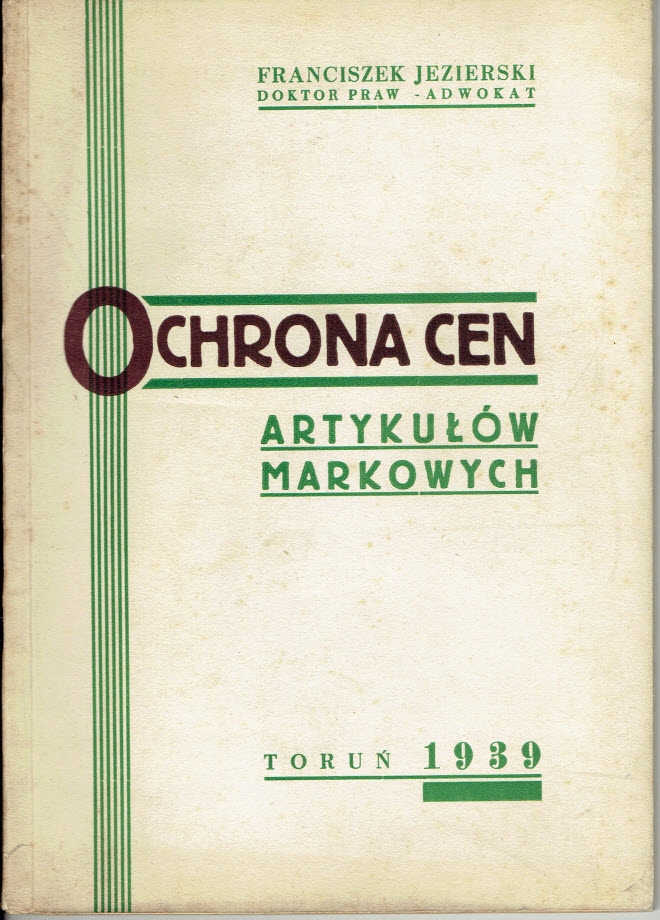 FRANCISZEK JEZIERSKI
DOKTOR PRAW - ADWOKAT
OCHRONA CEN
ARTYKUŁÓW
MARKOWYCH
TORUŃ 1939